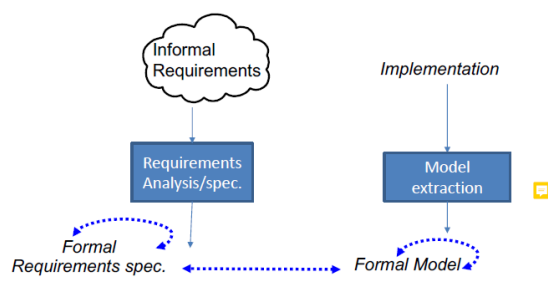 Informal
Requirements
Implementation
Requirements
Analysis/spec.
Model
extraction
Formal
Requirements spec.
Formal Model